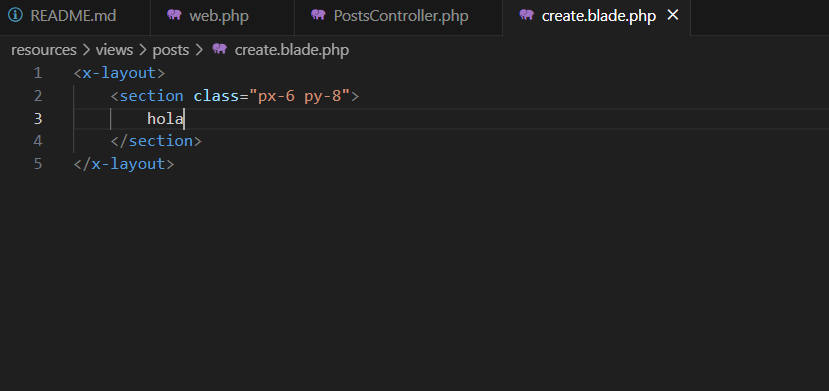 README.md web.php PostsController.php create.blade.php
resources > views > posts > create.blade.php
1 <x-layout>
2 <section class="px-6 py-8">
3 hola
4 </section>
5 </x-layout>